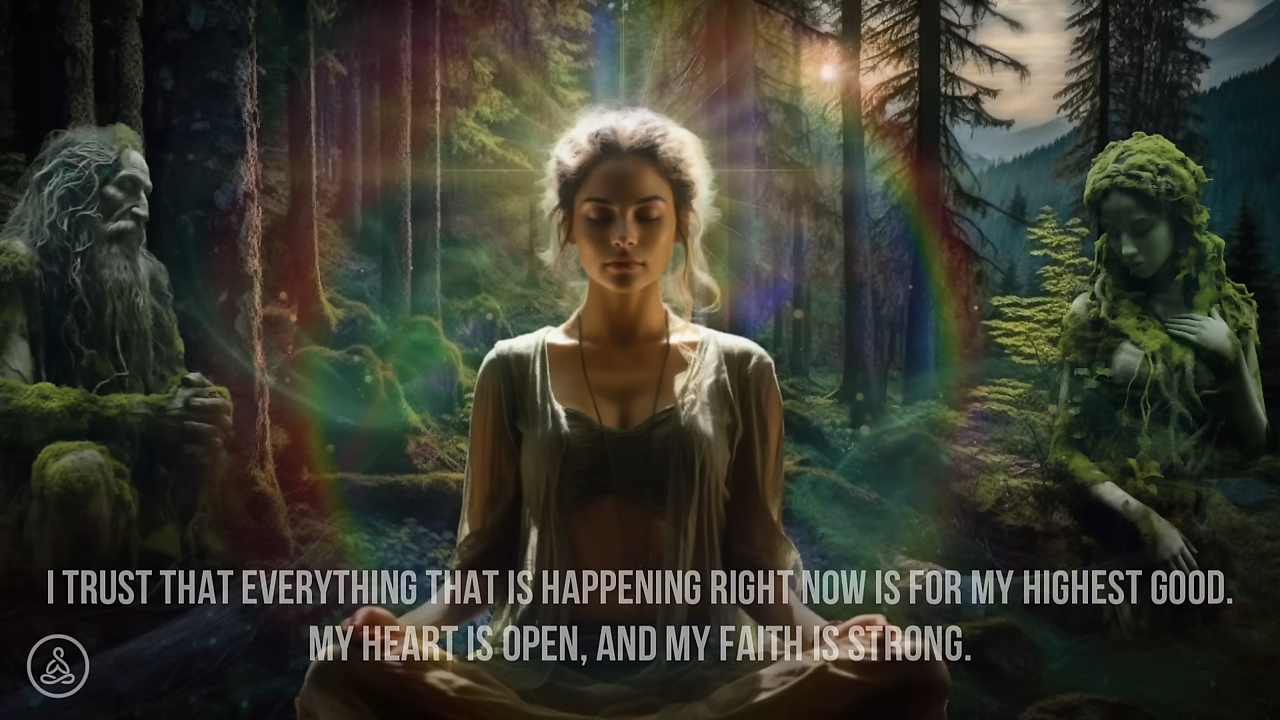 I TRUST THAT EVERYTHING THAT IS HAPPENING RIGHT NOW IS FOR MY HIGHEST GOOD.
MY HEART IS OPEN, AND MY FAITH IS STRONG.